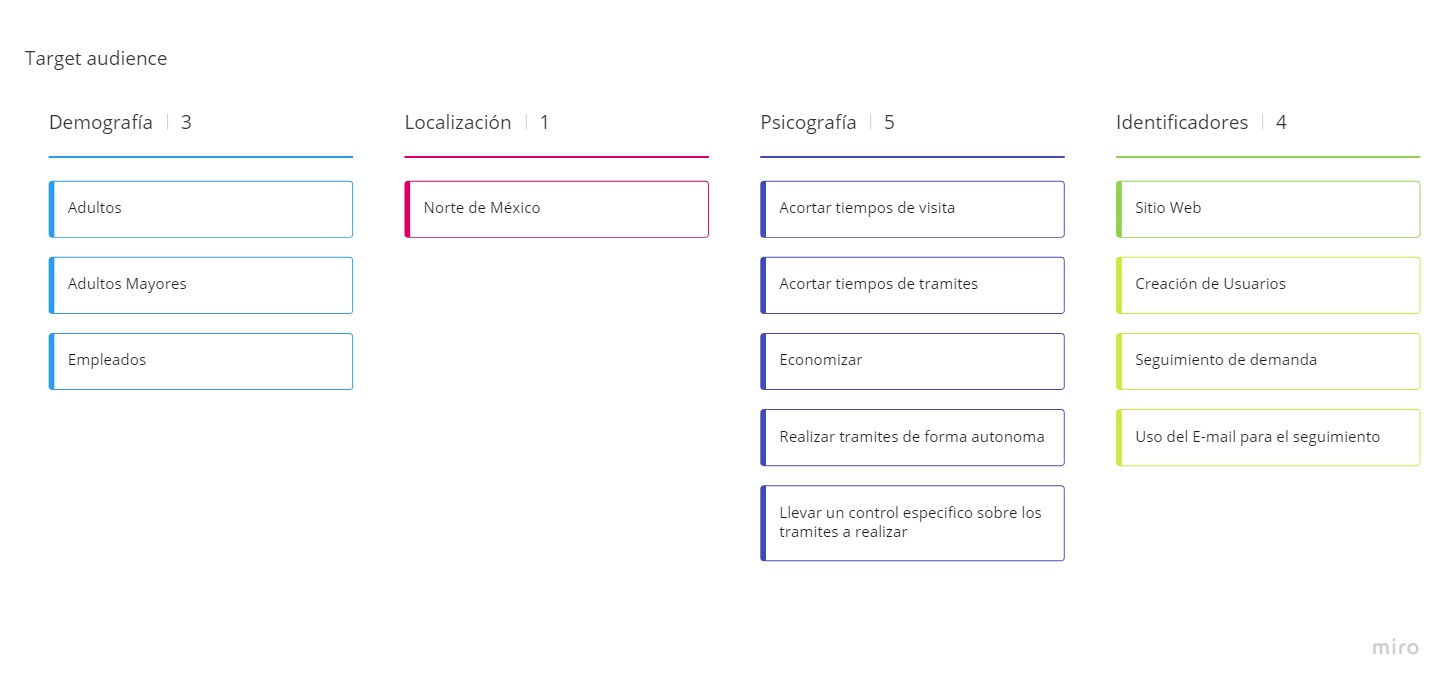 Target audience
Demografía | 3
Adultos
Adultos Mayores
Empleados
Localización | 1
Norte de México
Psicografía | 5
Acortar tiempos de visita
Acortar tiempos de tramites
Economizar
Realizar tramites de forma autonoma
Llevar un control especifico sobre los
tramites a realizar
Identificadores | 4
Sitio Web
Creación de Usuarios
Seguimiento de demanda
Uso del E-mail para el seguimiento
miro